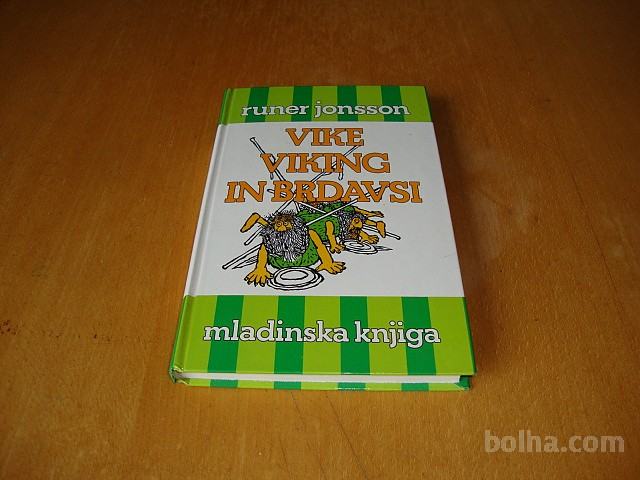 runer jonsson
VIKE
VIKING
IN BRDAVSI
mladinska knjiga
bolha.com